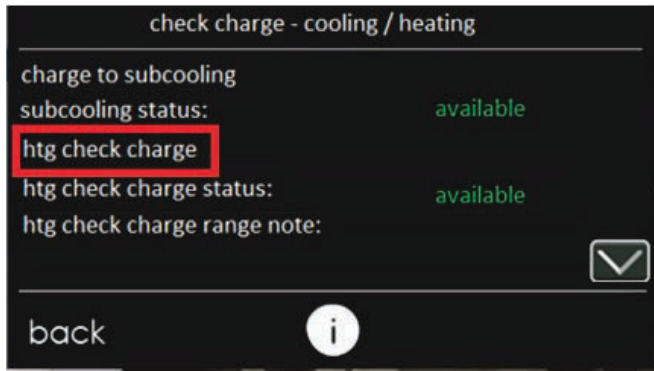 check charge - cooling / heating
charge to subcooling
subcooling status: available
htg check charge
htg check charge status: available
htg check charge range note:
back
i